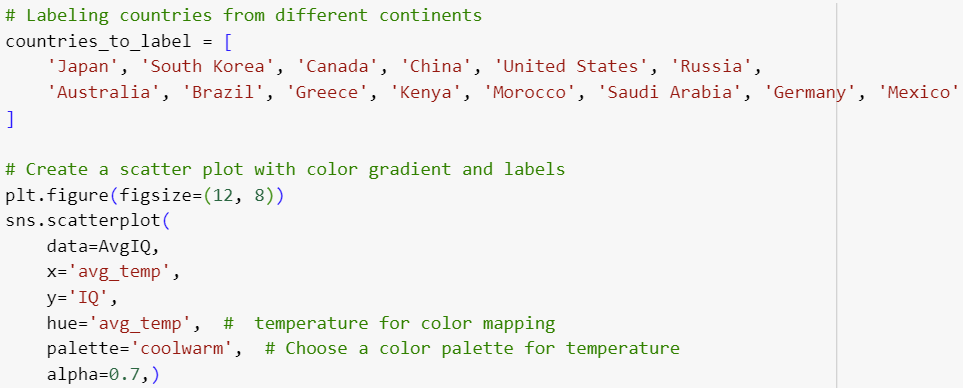 # Labeling countries from different continents
countries_to_label = [
    'Japan', 'South Korea', 'Canada', 'China', 'United States', 'Russia',
    'Australia', 'Brazil', 'Greece', 'Kenya', 'Morocco', 'Saudi Arabia', 'Germany', 'Mexico'
]

# Create a scatter plot with color gradient and labels
plt.figure(figsize=(12, 8))
sns.scatterplot(
    data=AvgIQ,
    x='avg_temp',
    y='IQ',
    hue='avg_temp',  #  temperature for color mapping
    palette='coolwarm',  # Choose a color palette for temperature
    alpha=0.7,)